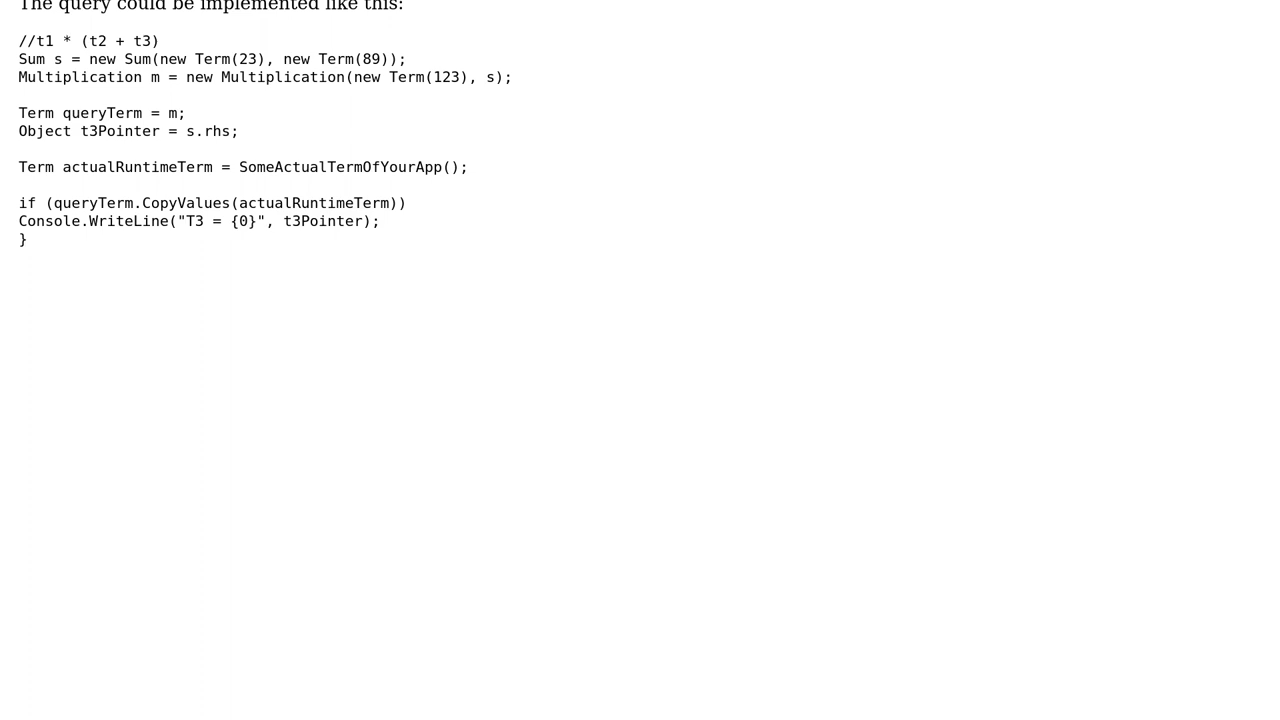 The query could be implemented like this:
//t1 * (t2 + t3)
Sum s = new Sum(new Term(23), new Term(89));
Multiplication m = new Multiplication(new Term(123), s);
Term queryTerm = m;
Object t3Pointer = s.rhs;
Term actualRuntimeTerm = SomeActualTermOfYourApp();
if (queryTerm.CopyValues(actualRuntimeTerm))
Console.WriteLine("T3 = {0}", t3Pointer);
}